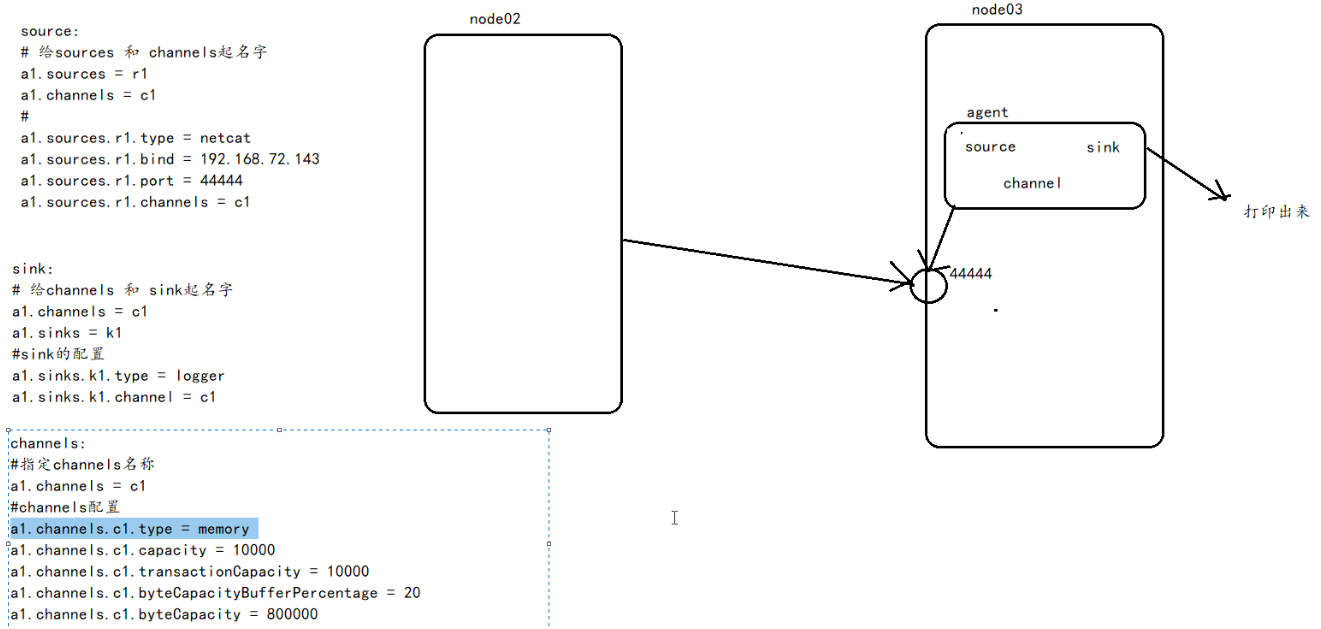 source:
# 给sources 和 channels起名字
a1.sources = r1
a1.channels = c1
#
a1.sources.r1.type = netcat
a1.sources.r1.bind = 192.168.72.143
a1.sources.r1.port = 44444
a1.sources.r1.channels = c1
sink:
# 给channels 和 sink起名字
a1.channels = c1
a1.sinks = k1
#sink的配置
a1.sinks.k1.type = logger
a1.sinks.k1.channel = c1
channels:
#指定channels名称
a1.channels = c1
#channels配置
a1.channels.c1.type = memory
a1.channels.c1.capacity = 10000
a1.channels.c1.transactionCapacity = 10000
a1.channels.c1.byteCapacityBufferPercentage = 20
a1.channels.c1.byteCapacity = 800000
node02
node03
agent
source
sink
channel
44444
打印出来